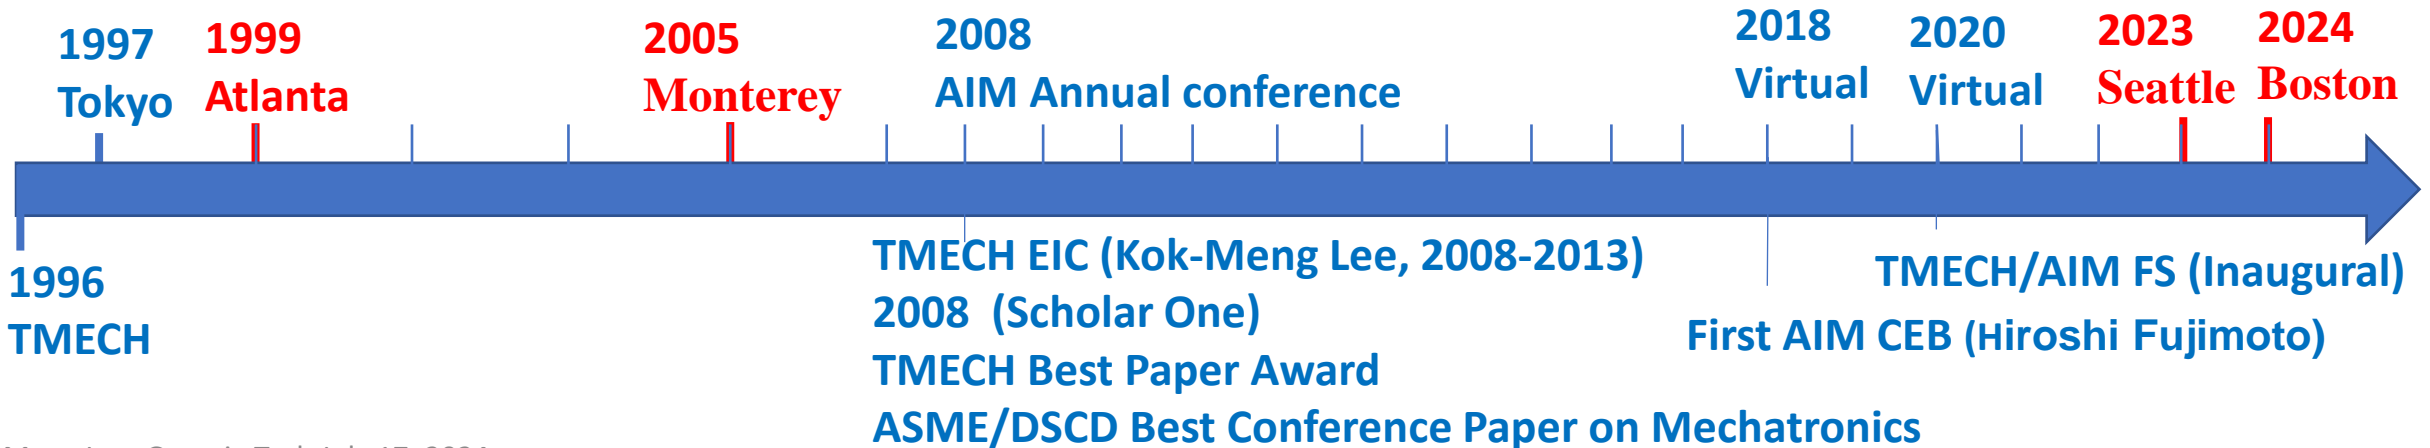 1997
Tokyo
1999
Atlanta
2005
Monterey
2008
AIM Annual conference
2018
Virtual
2020
Virtual
2023
Seattle
2024
Boston
1996
TMECH
TMECH EIC (Kok-Meng Lee, 2008-2013)
2008 (Scholar One)
TMECH Best Paper Award
ASME/DSCD Best Conference Paper on Mechatronics
TMECH/AIM FS (Inaugural)
First AIM CEB (Hiroshi Fujimoto)